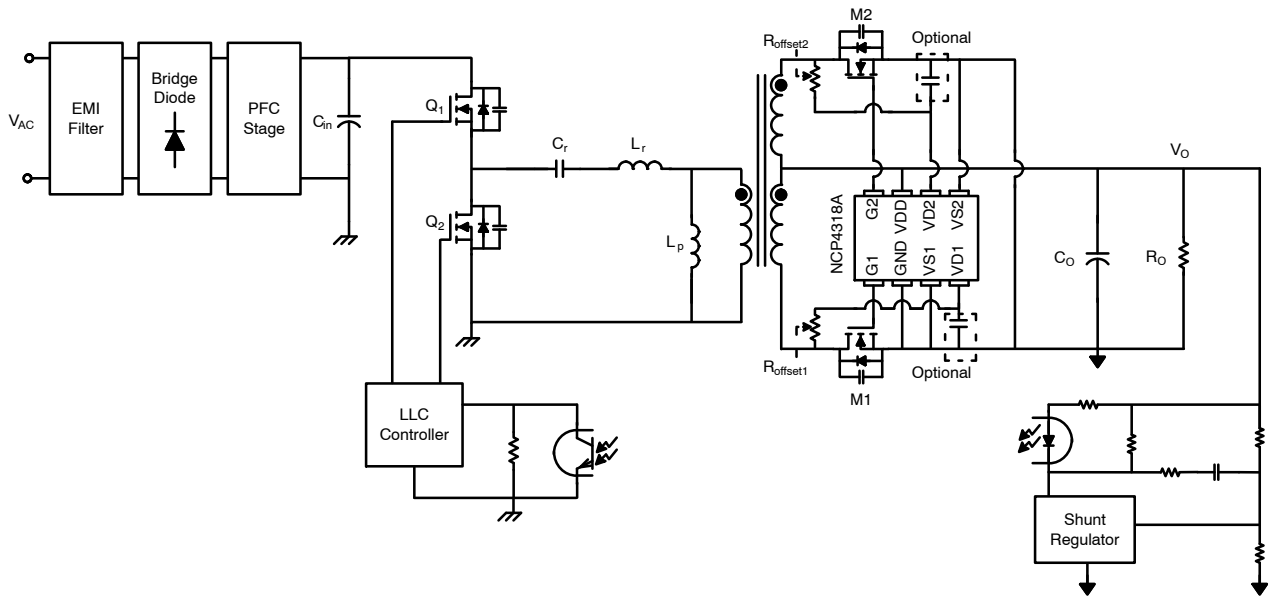 V_AC
EMI
Filter
Bridge
Diode
PFC
Stage
C_in
Q_1
Q_2
C_r
L_r
L_p
LLC
Controller
R_offset2
M2
Optional
NCP4318A
G2
VDD
VD2
VS2
G1
GND
VS1
VD1
R_offset1
M1
Optional
V_O
C_O
R_O
Shunt
Regulator